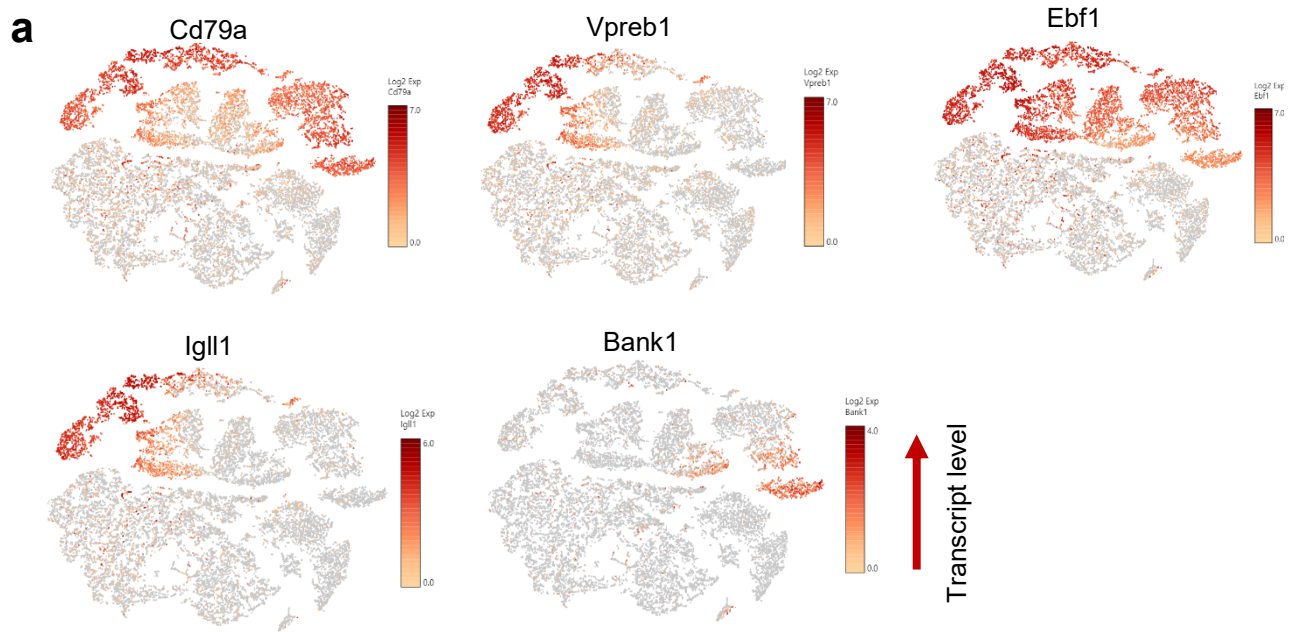 a
Cd79a
Vpreb1
Ebf1
Log2 Exp
Cd79a
7.0
0.0
Log2 Exp
Vpreb1
7.0
0.0
Log2 Exp
Ebf1
7.0
0.0
Igll1
Bank1
Log2 Exp
Igll1
6.0
0.0
Log2 Exp
Bank1
4.0
0.0
Transcript level